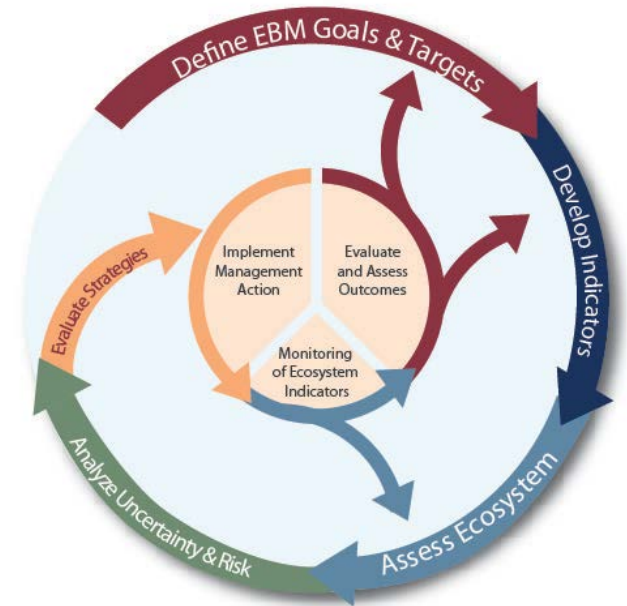 Define EBM Goals & Targets
Develop Indicators
Assess Ecosystem
Analyze Uncertainty & Risk
Evaluate Strategies
Implement
Management
Action
Evaluate
and Assess
Outcomes
Monitoring
of Ecosystem
Indicators